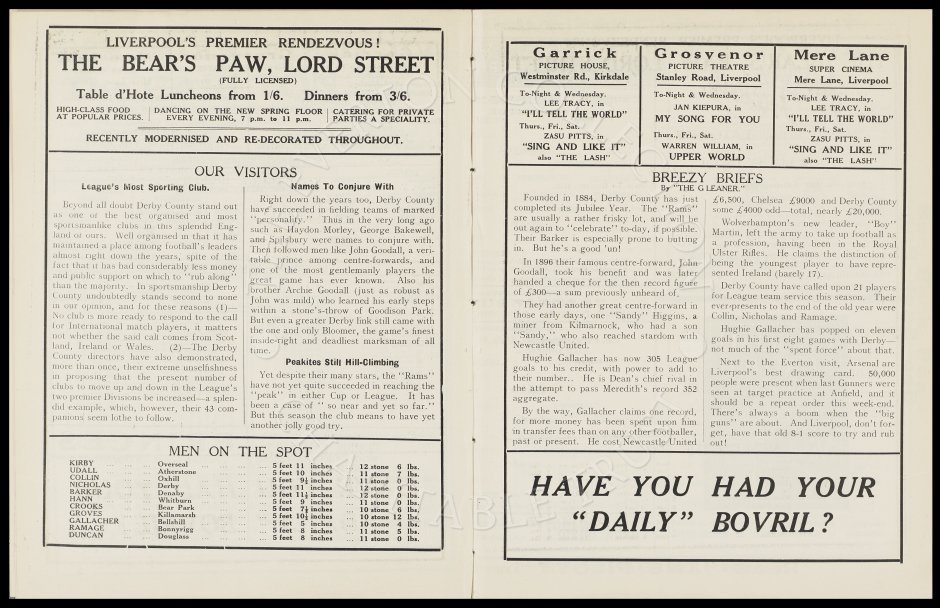 LIVERPOOL'S PREMIER RENDEZVOUS!
THE BEAR'S PAW, LORD STREET
(FULLY LICENSED)
Table d'Hote Luncheons from 1/6. Dinners from 3/6.
HIGH-CLASS FOOD
AT POPULAR PRICES.
DANCING ON THE NEW SPRING FLOOR
EVERY EVENING, 7 p.m. to 11 p.m.
CATERING FOR PRIVATE
PARTIES A SPECIALITY.
RECENTLY MODERNISED AND RE-DECORATED THROUGHOUT.
OUR VISITORS
League's Most Sporting Club.
Beyond all doubt Derby County stand out
as one of the best organised and most
sportsmanlike clubs in this splendid Eng-
land or ours. Well organised in that it has
maintained a place among football's leaders
almost right down the years, spite of the
fact that it has had considerably less money
and public support on which to "rub along"
than the majority. In sportsmanship Derby
County undoubtedly stands second to none
in our opinion, and for these reasons (1)—
No club is more ready to respond to the call
for International match players, it matters
not whether the said call comes from Scot-
land, Ireland or Wales. (2)—The Derby
County directors have also demonstrated,
more than once, their extreme unselfishness
in proposing that the present number of
clubs to move up and down in the League's
two premier Divisions be increased—a splen-
did example, which, however, their 43 com-
panions seem lothe to follow.
Names To Conjure With
Right down the years too, Derby County
have succeeded in fielding teams of marked
"personality." Thus in the very long ago
such as Haydon Morley, George Bakewell,
and Spilsbury were names to conjure with.
Then followed men like John Goodall, a veri-
table prince among centre-forwards, and
one of the most gentlemanly players the
great game has ever known. Also his
brother Archie Goodall (just as robust as
John was mild) who learned his early steps
within a stone's-throw of Goodison Park.
But even a greater Derby link still came with
the one and only Bloomer, the game's finest
inside-right and deadliest marksman of all
time.
Peakites Still Hill-Climbing
Yet despite their many stars, the "Rams"
have not yet quite succeeded in reaching the
"peak" in either Cup or League. It has
been a case of "so near and yet so far."
But this season the club means to have yet
another jolly good try.
MEN ON THE SPOT
KIRBY ... ... Overseal ... ... 5 feet 11 inches ... 12 stone 6 lbs.
UDALL ... ... Atherstone ... ... 5 feet 10 inches ... 11 stone 7 lbs.
COLLIN ... ... Oxhill ... ... 5 feet 9½ inches ... 11 stone 0 lbs.
NICHOLAS ... ... Derby ... ... 5 feet 11 inches ... 12 stone 0 lbs.
BARKER ... ... Denaby ... ... 5 feet 11½ inches ... 12 stone 0 lbs.
HANN ... ... Whitburn ... ... 5 feet 9 inches ... 11 stone 0 lbs.
CROOKS ... ... Bear Park ... ... 5 feet 7½ inches ... 10 stone 6 lbs.
GROVES ... ... Killamarsh ... ... 5 feet 10½ inches ... 10 stone 12 lbs.
GALLACHER ... ... Bellshill ... ... 5 feet 5 inches ... 10 stone 4 lbs.
RAMAGE ... ... Bonnyrigg ... ... 5 feet 8 inches ... 11 stone 5 lbs.
DUNCAN ... ... Douglass ... ... 5 feet 8 inches ... 11 stone 0 lbs.
Garrick
PICTURE HOUSE,
Westminster Rd., Kirkdale
To-Night & Wednesday.
LEE TRACY, in
"I'LL TELL THE WORLD"
Thurs., Fri., Sat.
ZASU PITTS, in
"SING AND LIKE IT"
also "THE LASH"
Grosvenor
PICTURE THEATRE
Stanley Road, Liverpool
To-Night & Wednesday.
JAN KIEPURA, in
MY SONG FOR YOU
Thurs., Fri., Sat.
WARREN WILLIAM, in
UPPER WORLD
Mere Lane
SUPER CINEMA
Mere Lane, Liverpool
To-Night & Wednesday.
LEE TRACY, in
"I'LL TELL THE WORLD"
Thurs., Fri., Sat.
ZASU PITTS, in
"SING AND LIKE IT"
also "THE LASH"
BREEZY BRIEFS
By "THE GLEANER."
Founded in 1884, Derby County has just
completed its Jubilee Year. The "Rams"
are usually a rather frisky lot, and will be
out again to "celebrate" to-day, if possible.
Their Barker is especially prone to butting
in. But he's a good 'un!
In 1896 their famous centre-forward, John
Goodall, took his benefit and was later
handed a cheque for the then record figure
of £300—a sum previously unheard of.
They had another great centre-forward in
those early days, one "Sandy" Higgins, a
miner from Kilmarnock, who had a son
"Sandy," who also reached stardom with
Newcastle United.
Hughie Gallacher has now 305 League
goals to his credit, with power to add to
their number. He is Dean's chief rival in
the attempt to pass Meredith's record 352
aggregate.
By the way, Gallacher claims one record,
for more money has been spent upon him
in transfer fees than on any other footballer,
past or present. He cost Newcastle United
£6,500, Chelsea £9000 and Derby County
some £4000 odd—total, nearly £20,000.
Wolverhampton's new leader, "Boy"
Martin, left the army to take up football as
a profession, having been in the Royal
Ulster Rifles. He claims the distinction of
being the youngest player to have repre-
sented Ireland (barely 17).
Derby County have called upon 21 players
for League team service this season. Their
ever-presents to the end of the old year were
Collin, Nicholas and Ramage.
Hughie Gallacher has popped on eleven
goals in his first eight games with Derby—
not much of the "spent force" about that.
Next to the Everton visit, Arsenal are
Liverpool's best drawing card. 50,000
people were present when last Gunners were
seen at target practice at Anfield, and it
should be a repeat order this week-end.
There's always a boom when the "big
guns" are about. And Liverpool, don't for-
get, have that old 8-1 score to try and rub
out!
HAVE YOU HAD YOUR
"DAILY" BOVRIL?